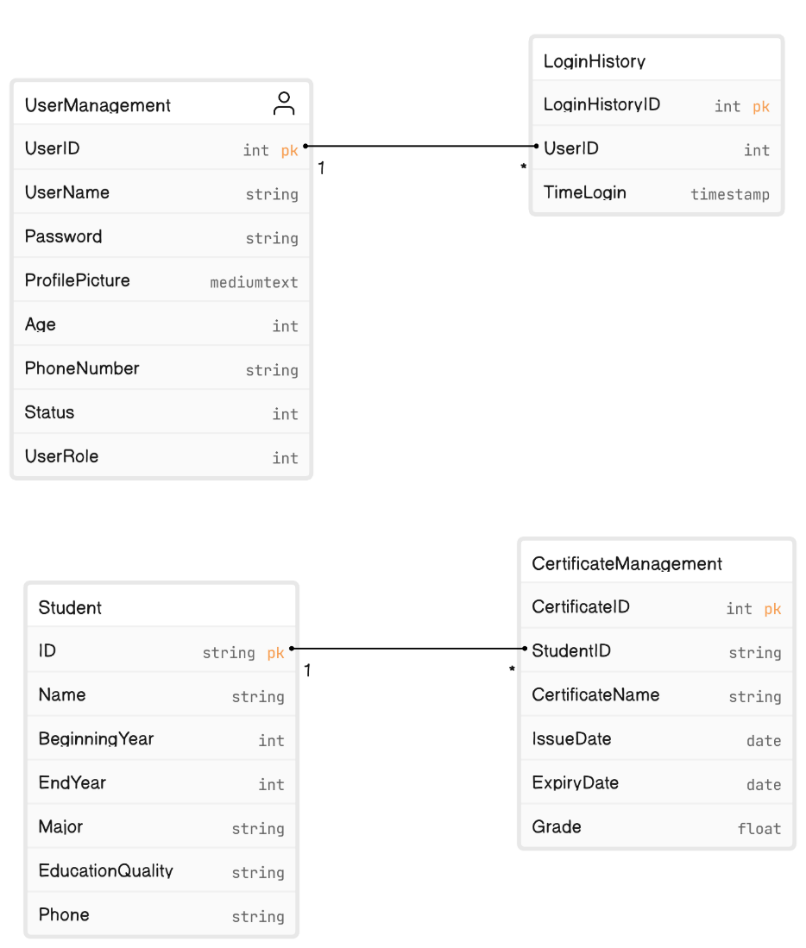 UserManagement
UserID int pk
UserName string
Password string
ProfilePicture mediumtext
Age int
PhoneNumber string
Status int
UserRole int
1
*
LoginHistory
LoginHistoryID int pk
UserID int
TimeLogin timestamp
Student
ID string pk
Name string
BeginningYear int
EndYear int
Major string
EducationQuality string
Phone string
1
*
CertificateManagement
CertificateID int pk
StudentID string
CertificateName string
IssueDate date
ExpiryDate date
Grade float